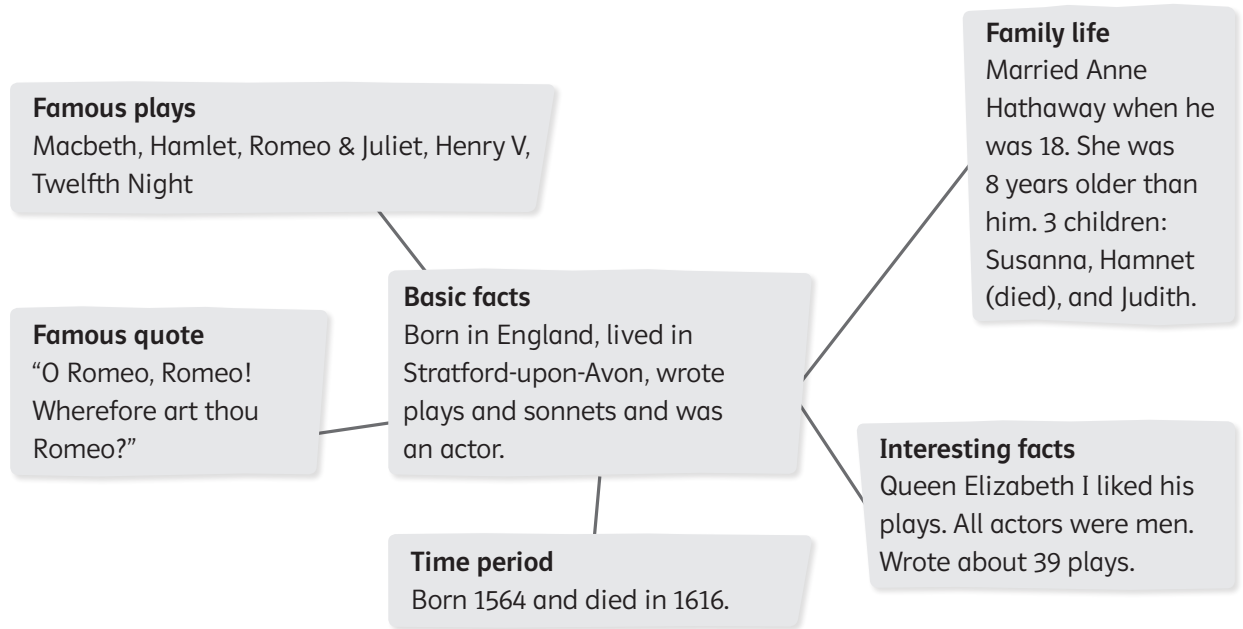 Famous plays
Macbeth, Hamlet, Romeo & Juliet, Henry V,
Twelfth Night
Famous quote
“O Romeo, Romeo!
Wherefore art thou
Romeo?”
Basic facts
Born in England, lived in
Stratford-upon-Avon, wrote
plays and sonnets and was
an actor.
Time period
Born 1564 and died in 1616.
Family life
Married Anne
Hathaway when he
was 18. She was
8 years older than
him. 3 children:
Susanna, Hamnet
(died), and Judith.
Interesting facts
Queen Elizabeth I liked his
plays. All actors were men.
Wrote about 39 plays.